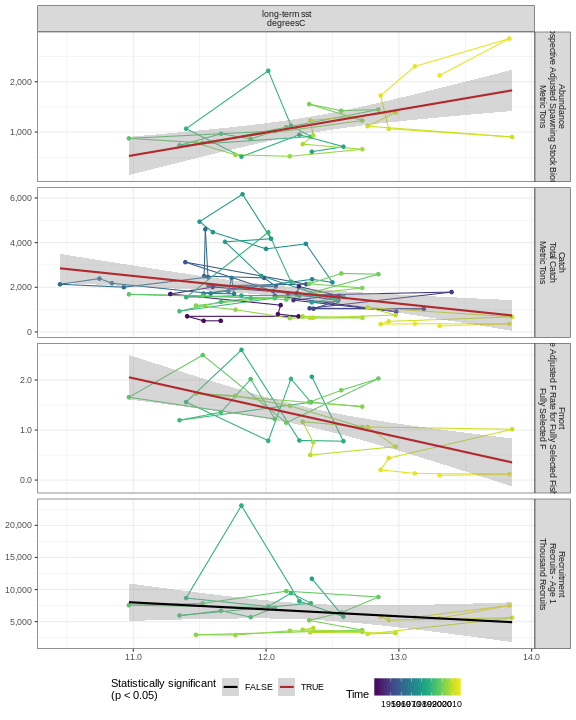 long-term sst
degreesC
Abundance
spective Adjusted Spawning Stock Bion
Metric Tons
2,000
1,000
Catch
Total Catch
Metric Tons
6,000
4,000
2,000
0
Fmort
e Adjusted F Rate for Fully Selected Fish
Fully Selected F
2.0
1.0
0.0
Recruitment
Recruits - Age 1
Thousand Recruits
20,000
15,000
10,000
5,000
11.0 12.0 13.0 14.0
Statistically significant
(p < 0.05)
FALSE TRUE
Time